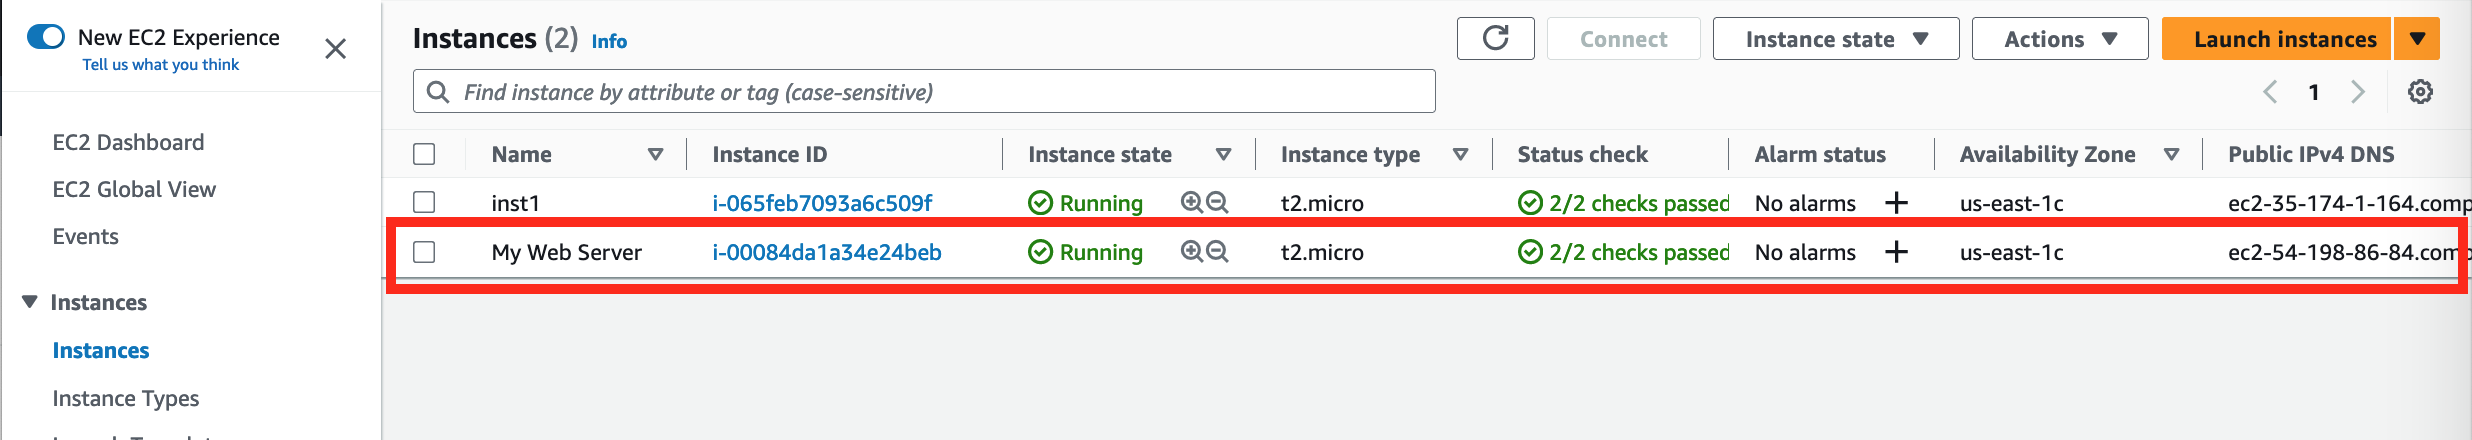 New EC2 Experience
Tell us what you think
EC2 Dashboard
EC2 Global View
Events
Instances
Instances
Instance Types
Instances (2) Info
Connect
Instance state
Actions
Launch instances
Find instance by attribute or tag (case-sensitive)
1
Name Instance ID Instance state Instance type Status check Alarm status Availability Zone Public IPv4 DNS
inst1 i-065feb7093a6c509f Running t2.micro 2/2 checks passed No alarms + us-east-1c ec2-35-174-1-164.comp
My Web Server i-00084da1a34e24beb Running t2.micro 2/2 checks passed No alarms + us-east-1c ec2-54-198-86-84.comp